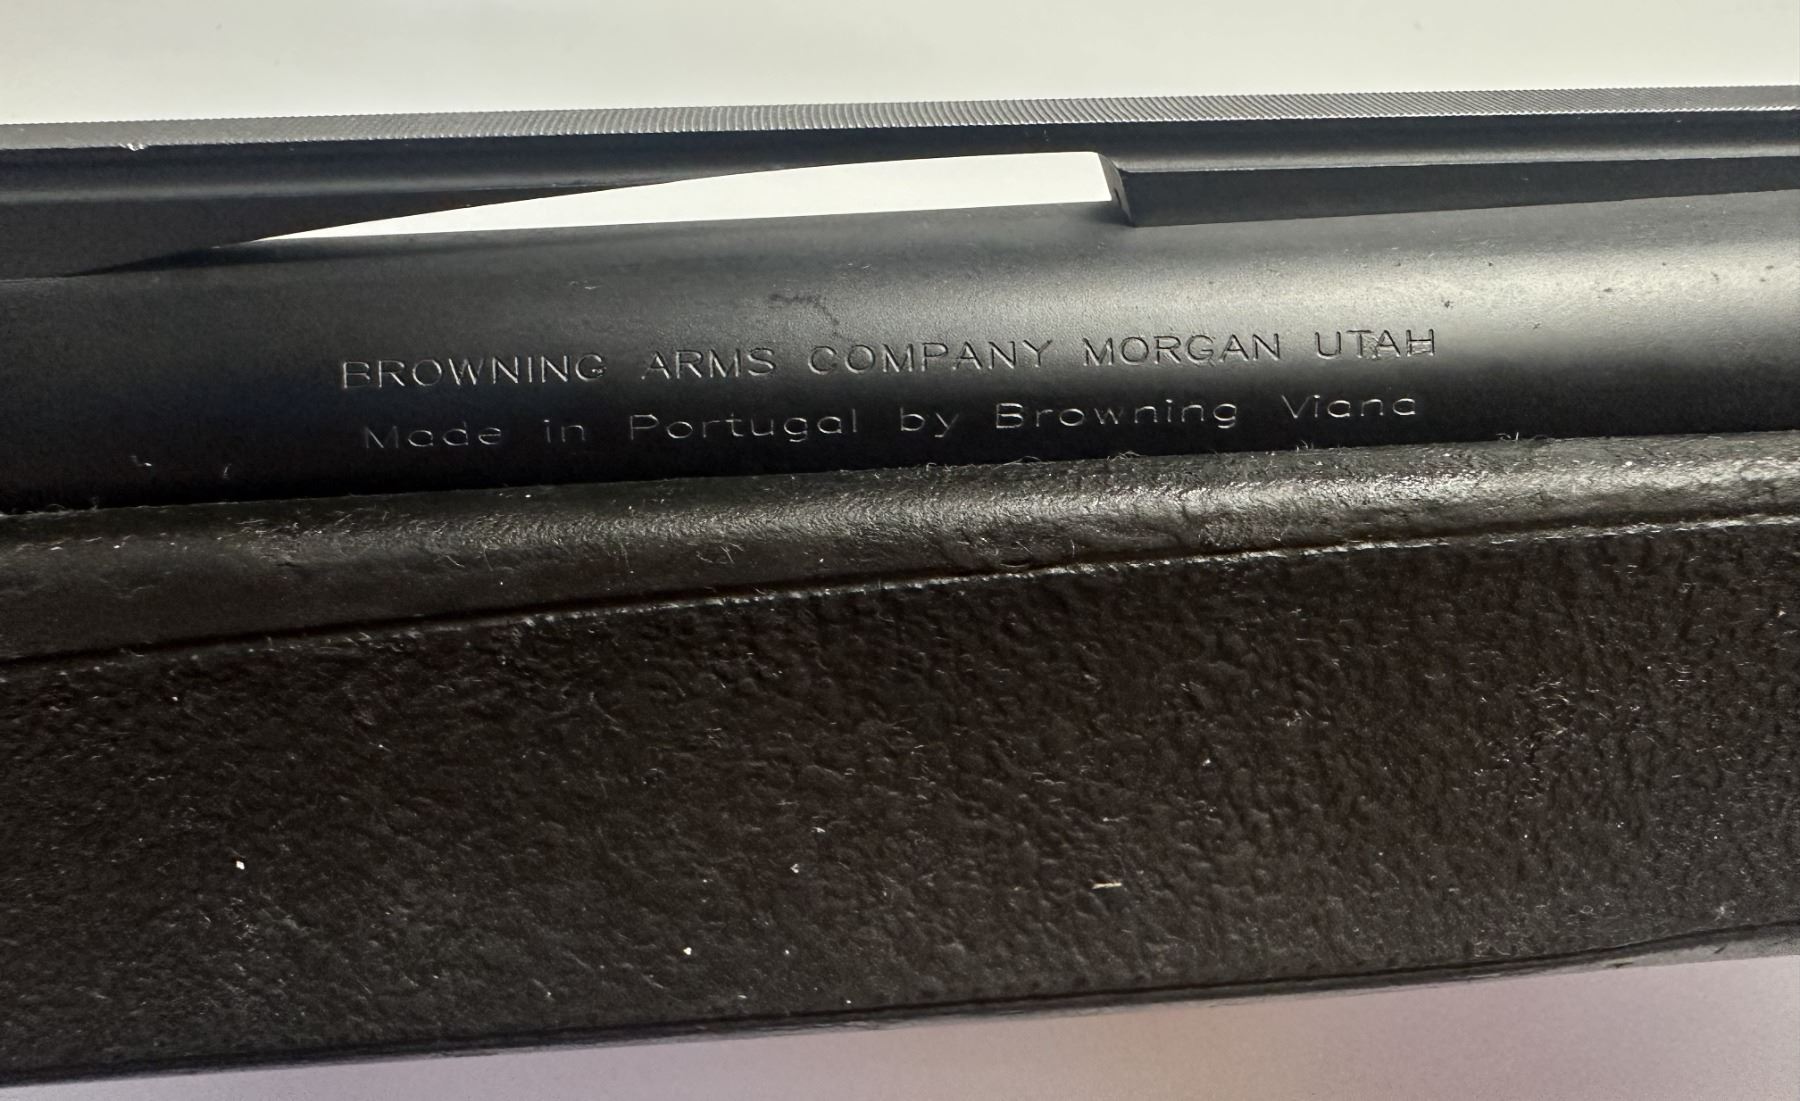 BROWNING ARMS COMPANY MORGAN UTAH
Made in Portugal by Browning Viana